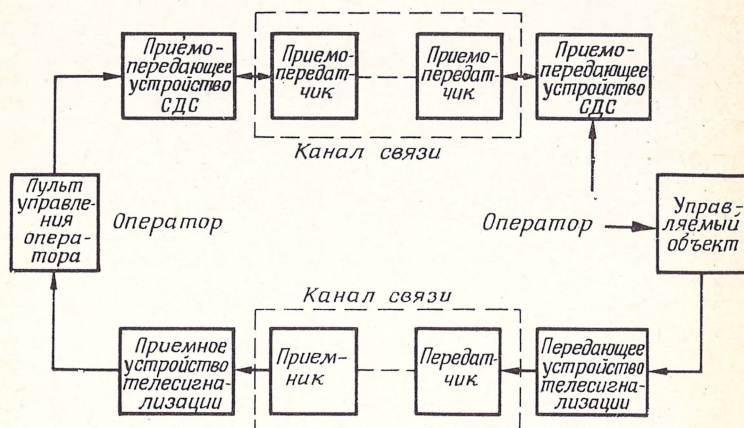 Приемо-
передающее
устройство
СДС
Приемо-
передат-
чик
Приемо-
передат-
чик
Приемо-
передающее
устройство
СДС
Канал связи
Пульт
управле-
ния
опера-
тора
Оператор
Оператор
Управ-
ляемый
объект
Канал связи
Приемное
устройство
телесигна-
лизации
Прием-
ник
Передат-
чик
Передающее
устройство
телесигна-
лизации